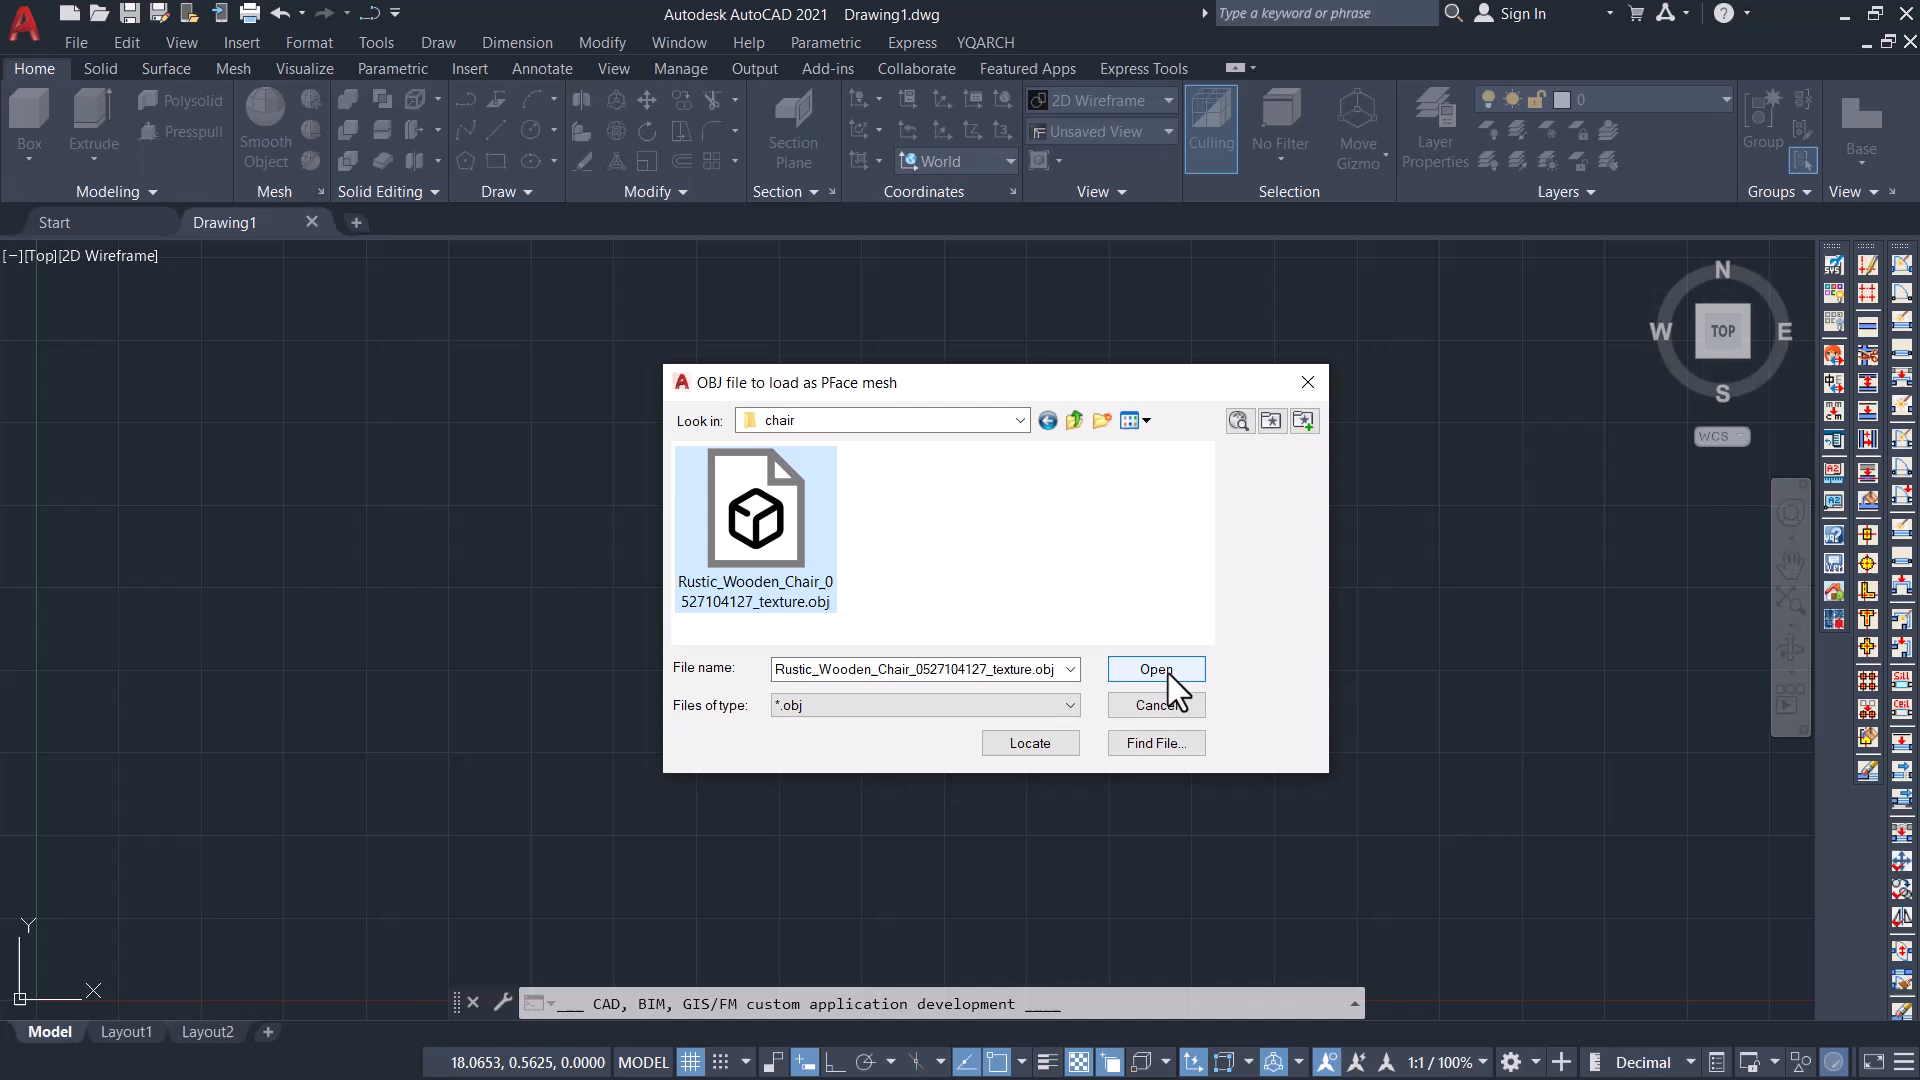 Autodesk AutoCAD 2021 Drawing1.dwg
Type a keyword or phrase
Sign In
File Edit View Insert Format Tools Draw Dimension Modify Window Help Parametric Express YQARCH
Home Solid Surface Mesh Visualize Parametric Insert Annotate View Manage Output Add-ins Collaborate Featured Apps Express Tools
Box
Extrude
Polysolid
Presspull
Smooth Object
Section Plane
World
2D Wireframe
Unsaved View
Culling
No Filter
Move Gizmo
Layer Properties
0
Group
Base
Modeling Mesh Solid Editing Draw Modify Section Coordinates View Selection Layers Groups View
Start Drawing1
[−][Top][2D Wireframe]
N
W TOP E
S
WCS
OBJ file to load as PFace mesh
Look in: chair
Rustic_Wooden_Chair_0
527104127_texture.obj
File name: Rustic_Wooden_Chair_0527104127_texture.obj Open
Files of type: *.obj Cancel
Locate Find File...
Y
X
___ CAD, BIM, GIS/FM custom application development ____
Model Layout1 Layout2
18.0653, 0.5625, 0.0000 MODEL 1:1 / 100% Decimal